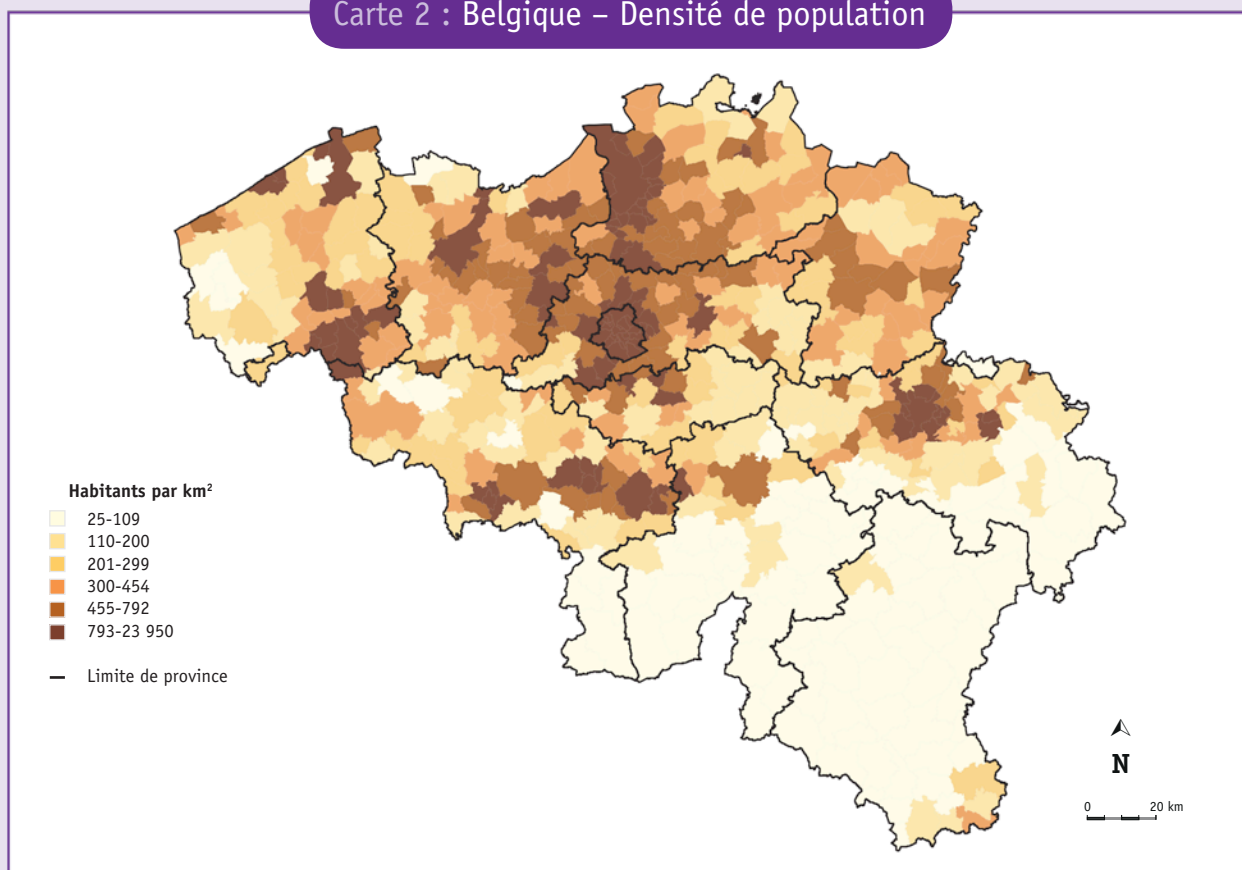 Carte 2 : Belgique – Densité de population
Habitants par km²
25-109
110-200
201-299
300-454
455-792
793-23 950
Limite de province
N
0 20 km